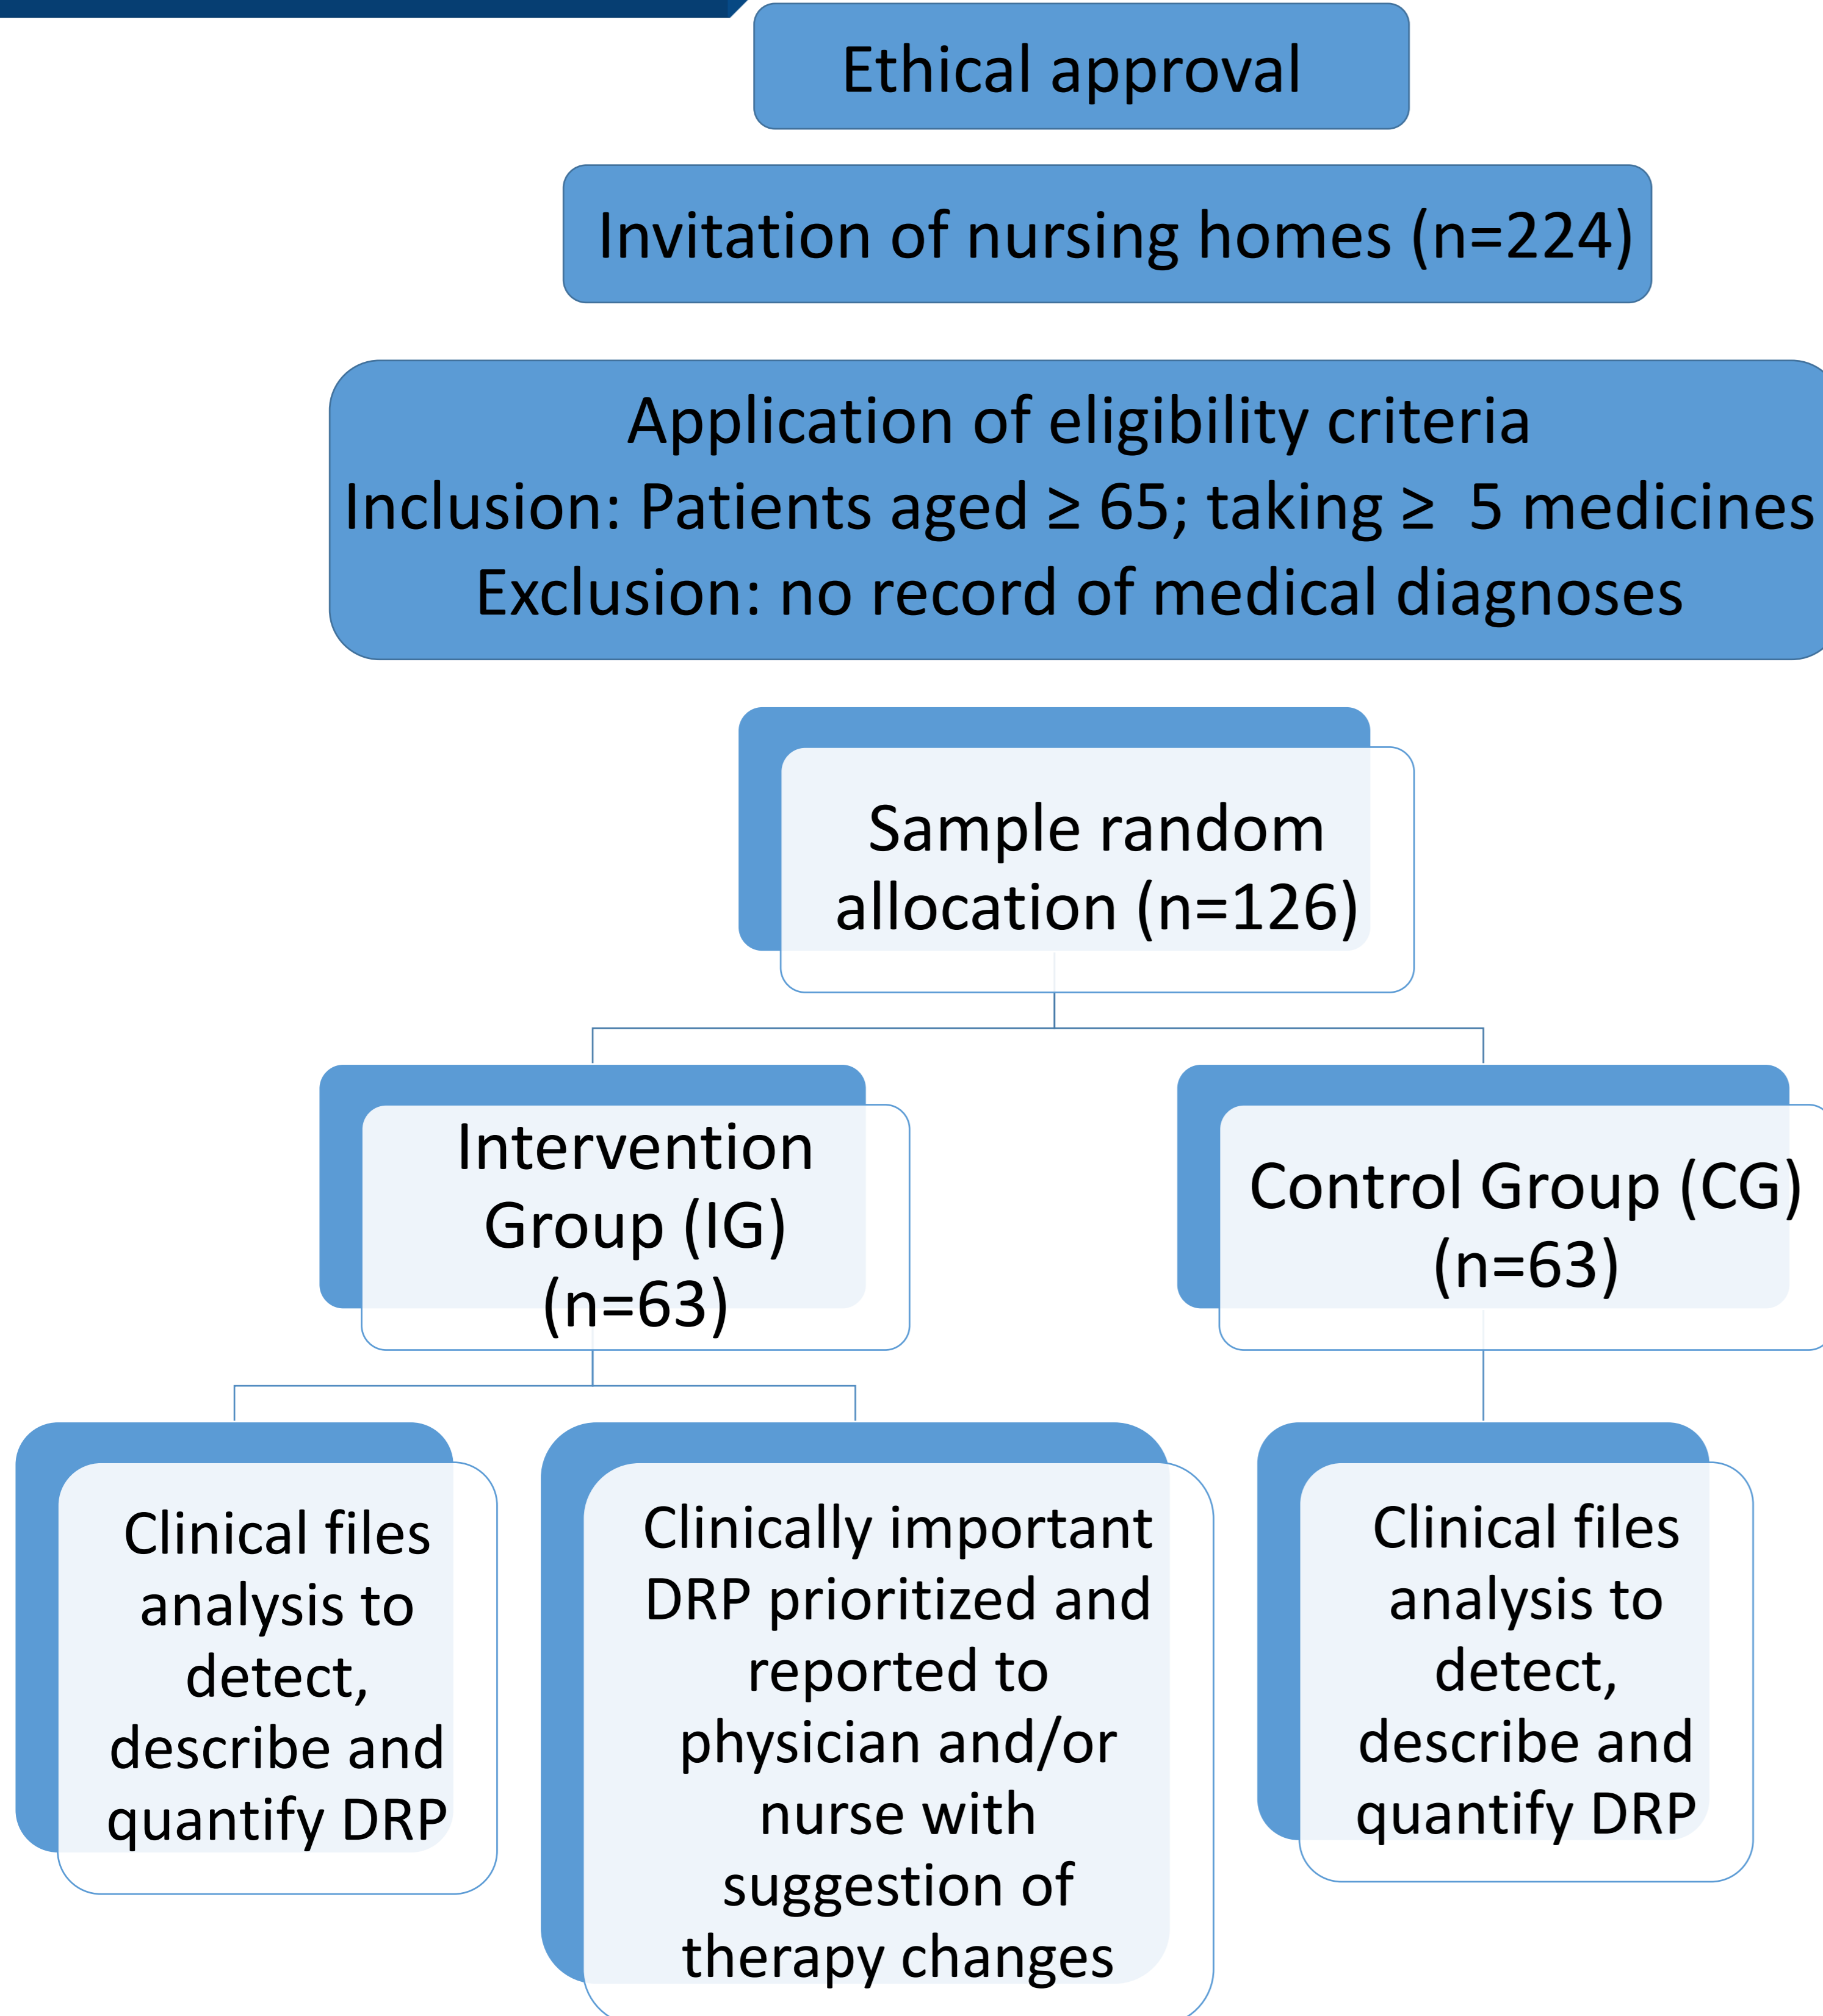 Ethical approval
Invitation of nursing homes (n=224)
Application of eligibility criteria
Inclusion: Patients aged ≥ 65; taking ≥ 5 medicines
Exclusion: no record of medical diagnoses
Sample random
allocation (n=126)
Intervention
Group (IG)
(n=63)
Control Group (CG)
(n=63)
Clinical files
analysis to
detect,
describe and
quantify DRP
Clinically important
DRP prioritized and
reported to
physician and/or
nurse with
suggestion of
therapy changes
Clinical files
analysis to
detect,
describe and
quantify DRP